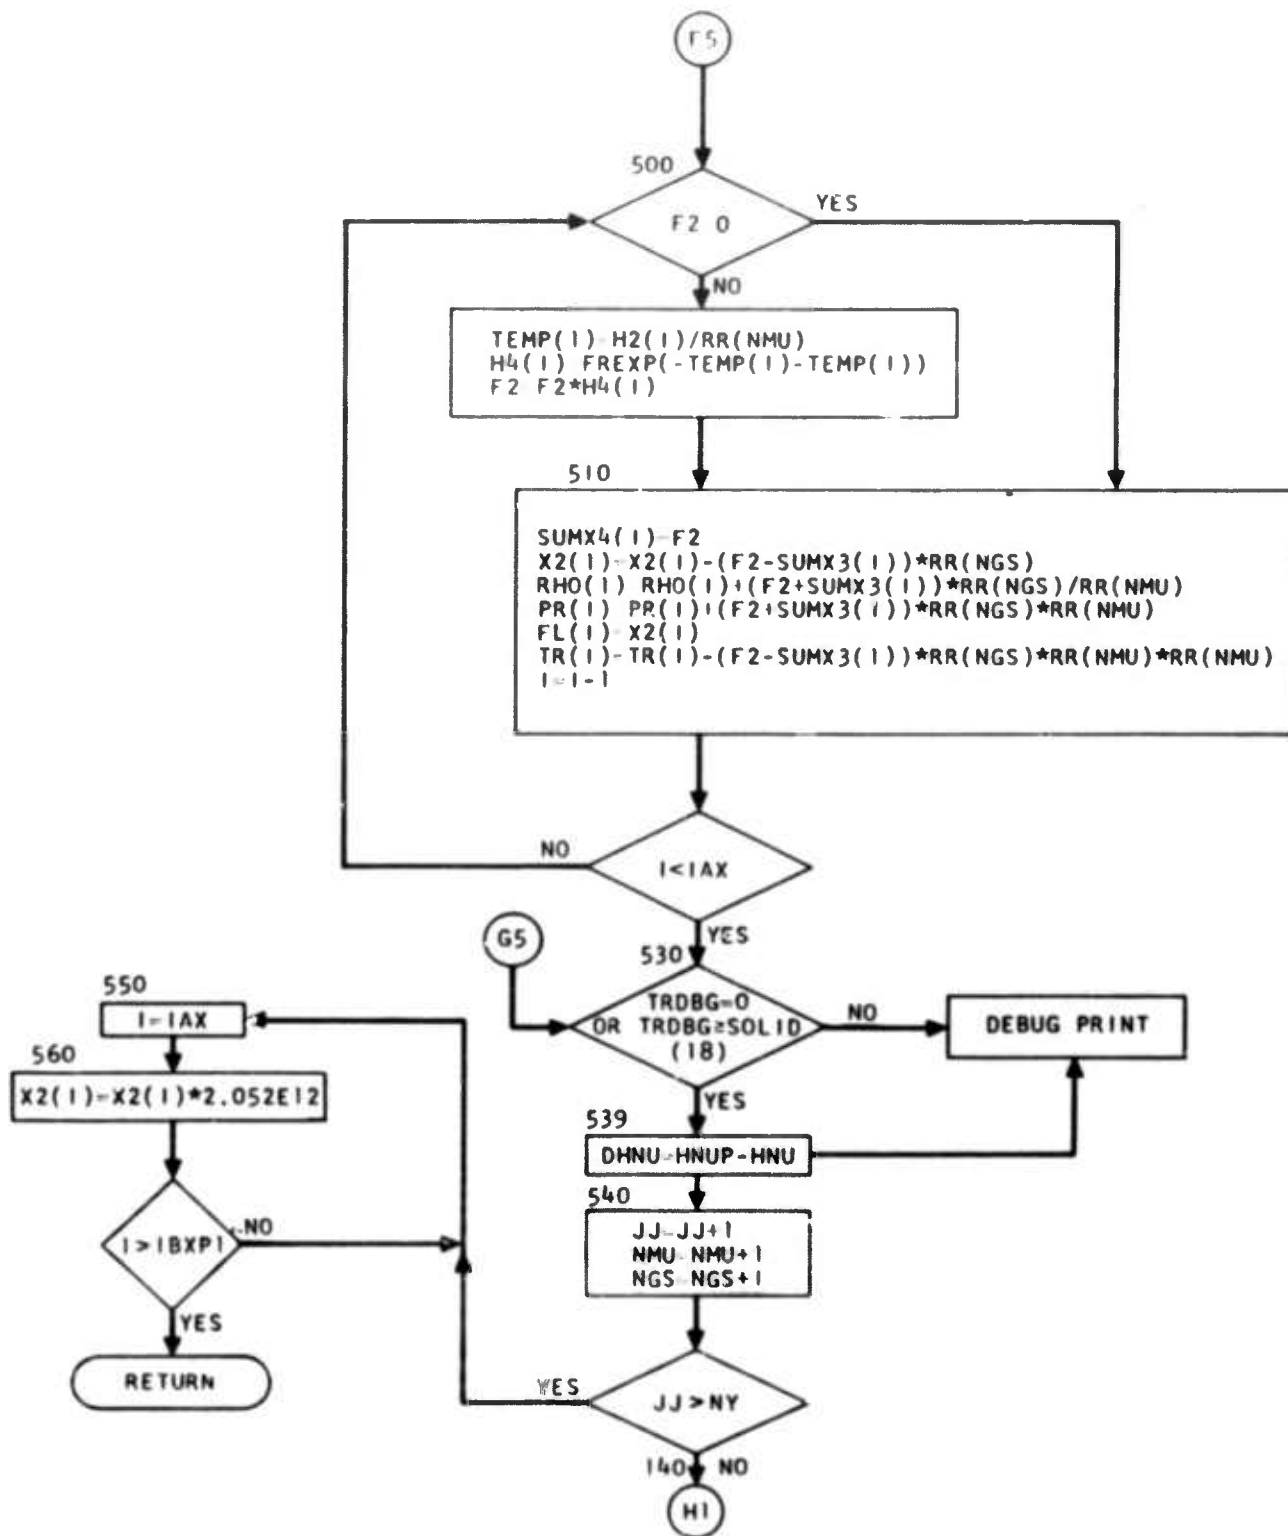 F5
500
F2 0
YES
NO
TEMP(I) H2(I)/RR(NMU)
H4(I) FREXP(-TEMP(I)-TEMP(I))
F2 F2*H4(I)
510
SUMX4(I)-F2
X2(I)-X2(I)-(F2-SUMX3(I))*RR(NGS)
RHO(I) RHO(I)+(F2+SUMX3(I))*RR(NGS)/RR(NMU)
PR(I) PR(I)+(F2+SUMX3(I))*RR(NGS)*RR(NMU)
FL(I)-X2(I)
TR(I)-TR(I)-(F2-SUMX3(I))*RR(NGS)*RR(NMU)*RR(NMU)
I=I-1
NO
I<IAX
YES
G5
530
TRDBG=0
OR TRDBG≥SOLID
(18)
NO
DEBUG PRINT
YES
550
I=IAX
560
X2(I)-X2(I)*2.052E12
539
DHNU-HNUP-HNU
540
JJ-JJ+1
NMU-NMU+1
NGS-NGS+1
I>IBXP1
NO
YES
RETURN
YES
JJ>NY
140
NO
H1